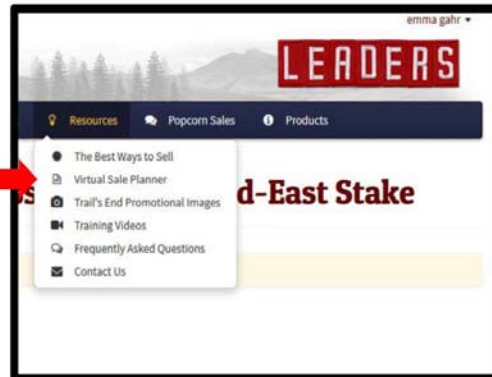 emma gahr
LEADERS
Resources Popcorn Sales Products
The Best Ways to Sell
Virtual Sale Planner
Trail's End Promotional Images
d-East Stake
Training Videos
Frequently Asked Questions
Contact Us